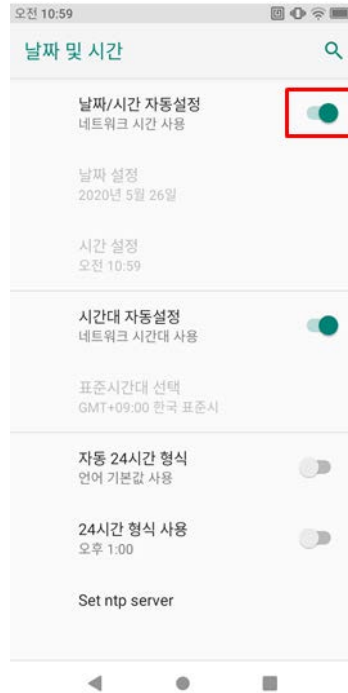 오전 10:59
날짜 및 시간
날짜/시간 자동설정
네트워크 시간 사용
날짜 설정
2020년 5월 26일
시간 설정
오전 10:59
시간대 자동설정
네트워크 시간대 사용
표준시간대 선택
GMT+09:00 한국 표준시
자동 24시간 형식
언어 기본값 사용
24시간 형식 사용
오후 1:00
Set ntp server